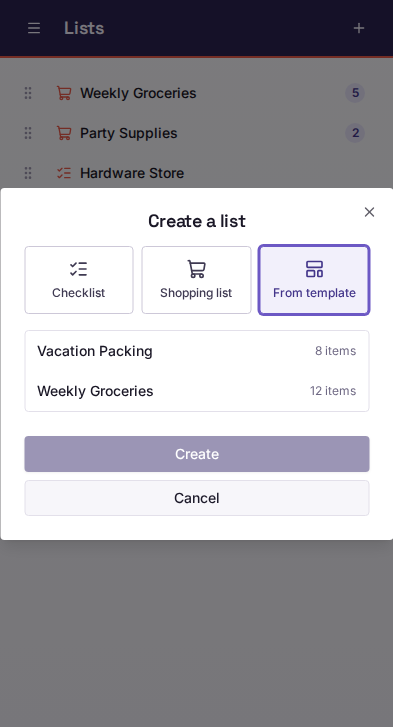 Lists
Weekly Groceries 5
Party Supplies 2
Hardware Store
Create a list
Checklist Shopping list From template
Vacation Packing 8 items
Weekly Groceries 12 items
Create
Cancel